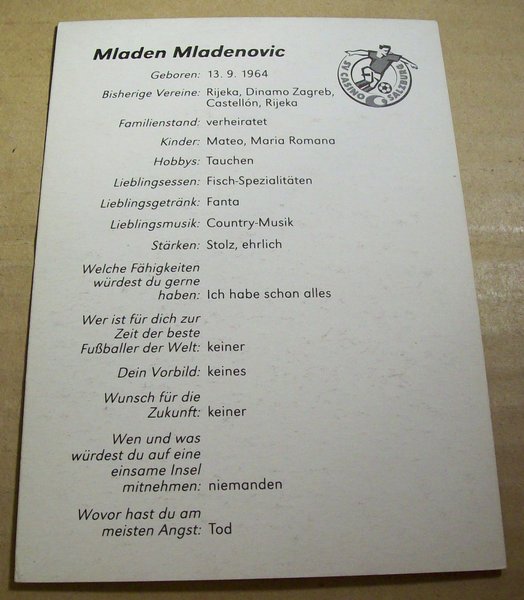 Mladen Mladenovic
SV CASINO SALZBURG
Geboren: 13. 9. 1964
Bisherige Vereine: Rijeka, Dinamo Zagreb,
Castellón, Rijeka
Familienstand: verheiratet
Kinder: Mateo, Maria Romana
Hobbys: Tauchen
Lieblingsessen: Fisch-Spezialitäten
Lieblingsgetränk: Fanta
Lieblingsmusik: Country-Musik
Stärken: Stolz, ehrlich
Welche Fähigkeiten
würdest du gerne
haben: Ich habe schon alles
Wer ist für dich zur
Zeit der beste
Fußballer der Welt: keiner
Dein Vorbild: keines
Wunsch für die
Zukunft: keiner
Wen und was
würdest du auf eine
einsame Insel
mitnehmen: niemanden
Wovor hast du am
meisten Angst: Tod